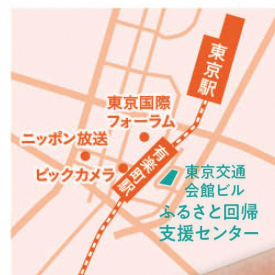 東京駅
東京国際
フォーラム
ニッポン放送
有楽町駅
ビックカメラ
東京交通
会館ビル
ふるさと回帰
支援センター